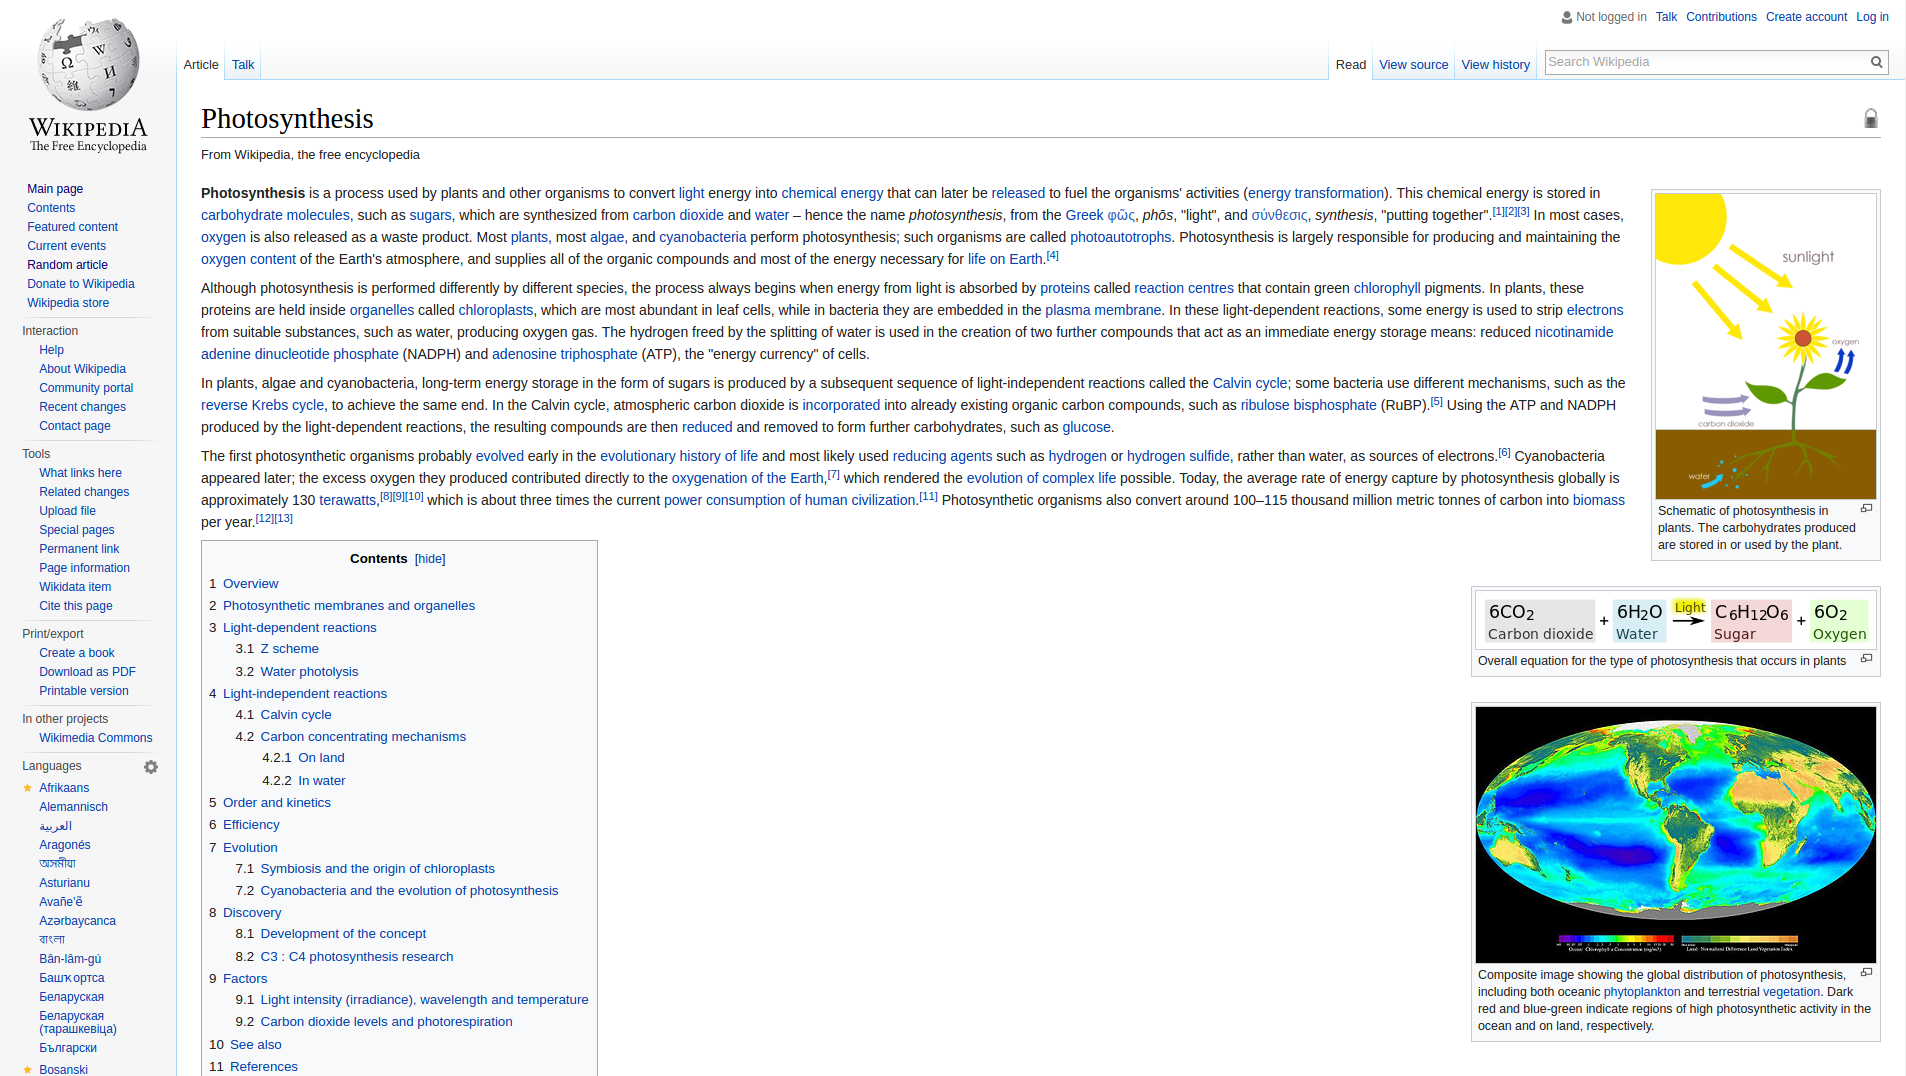 Not logged in Talk Contributions Create account Log in
Article Talk
Read View source View history Search Wikipedia
WIKIPEDIA
The Free Encyclopedia
Main page
Contents
Featured content
Current events
Random article
Donate to Wikipedia
Wikipedia store
Interaction
Help
About Wikipedia
Community portal
Recent changes
Contact page
Tools
What links here
Related changes
Upload file
Special pages
Permanent link
Page information
Wikidata item
Cite this page
Print/export
Create a book
Download as PDF
Printable version
In other projects
Wikimedia Commons
Languages
Afrikaans
Alemannisch
العربية
Aragonés
অসমীয়া
Asturianu
Avañe'ẽ
Azərbaycanca
বাংলা
Bân-lâm-gú
Башҡортса
Беларуская
Беларуская
(тарашкевіца)
Български
Bosanski
Photosynthesis
From Wikipedia, the free encyclopedia
Photosynthesis is a process used by plants and other organisms to convert light energy into chemical energy that can later be released to fuel the organisms' activities (energy transformation). This chemical energy is stored in
carbohydrate molecules, such as sugars, which are synthesized from carbon dioxide and water – hence the name photosynthesis, from the Greek φῶς, phōs, "light", and σύνθεσις, synthesis, "putting together".[1][2][3] In most cases,
oxygen is also released as a waste product. Most plants, most algae, and cyanobacteria perform photosynthesis; such organisms are called photoautotrophs. Photosynthesis is largely responsible for producing and maintaining the
oxygen content of the Earth's atmosphere, and supplies all of the organic compounds and most of the energy necessary for life on Earth.[4]
Although photosynthesis is performed differently by different species, the process always begins when energy from light is absorbed by proteins called reaction centres that contain green chlorophyll pigments. In plants, these
proteins are held inside organelles called chloroplasts, which are most abundant in leaf cells, while in bacteria they are embedded in the plasma membrane. In these light-dependent reactions, some energy is used to strip electrons
from suitable substances, such as water, producing oxygen gas. The hydrogen freed by the splitting of water is used in the creation of two further compounds that act as an immediate energy storage means: reduced nicotinamide
adenine dinucleotide phosphate (NADPH) and adenosine triphosphate (ATP), the "energy currency" of cells.
In plants, algae and cyanobacteria, long-term energy storage in the form of sugars is produced by a subsequent sequence of light-independent reactions called the Calvin cycle; some bacteria use different mechanisms, such as the
reverse Krebs cycle, to achieve the same end. In the Calvin cycle, atmospheric carbon dioxide is incorporated into already existing organic carbon compounds, such as ribulose bisphosphate (RuBP).[5] Using the ATP and NADPH
produced by the light-dependent reactions, the resulting compounds are then reduced and removed to form further carbohydrates, such as glucose.
The first photosynthetic organisms probably evolved early in the evolutionary history of life and most likely used reducing agents such as hydrogen or hydrogen sulfide, rather than water, as sources of electrons.[6] Cyanobacteria
appeared later; the excess oxygen they produced contributed directly to the oxygenation of the Earth,[7] which rendered the evolution of complex life possible. Today, the average rate of energy capture by photosynthesis globally is
approximately 130 terawatts,[8][9][10] which is about three times the current power consumption of human civilization.[11] Photosynthetic organisms also convert around 100–115 thousand million metric tonnes of carbon into biomass
per year.[12][13]
Contents [hide]
1 Overview
2 Photosynthetic membranes and organelles
3 Light-dependent reactions
3.1 Z scheme
3.2 Water photolysis
4 Light-independent reactions
4.1 Calvin cycle
4.2 Carbon concentrating mechanisms
4.2.1 On land
4.2.2 In water
5 Order and kinetics
6 Efficiency
7 Evolution
7.1 Symbiosis and the origin of chloroplasts
7.2 Cyanobacteria and the evolution of photosynthesis
8 Discovery
8.1 Development of the concept
8.2 C3 : C4 photosynthesis research
9 Factors
9.1 Light intensity (irradiance), wavelength and temperature
9.2 Carbon dioxide levels and photorespiration
10 See also
11 References
sunlight
oxygen
carbon dioxide
water
Schematic of photosynthesis in
plants. The carbohydrates produced
are stored in or used by the plant.
6CO2 + 6H2O Light C6H12O6 + 6O2
Carbon dioxide Water Sugar Oxygen
Overall equation for the type of photosynthesis that occurs in plants
Composite image showing the global distribution of photosynthesis,
including both oceanic phytoplankton and terrestrial vegetation. Dark
red and blue-green indicate regions of high photosynthetic activity in the
ocean and on land, respectively.